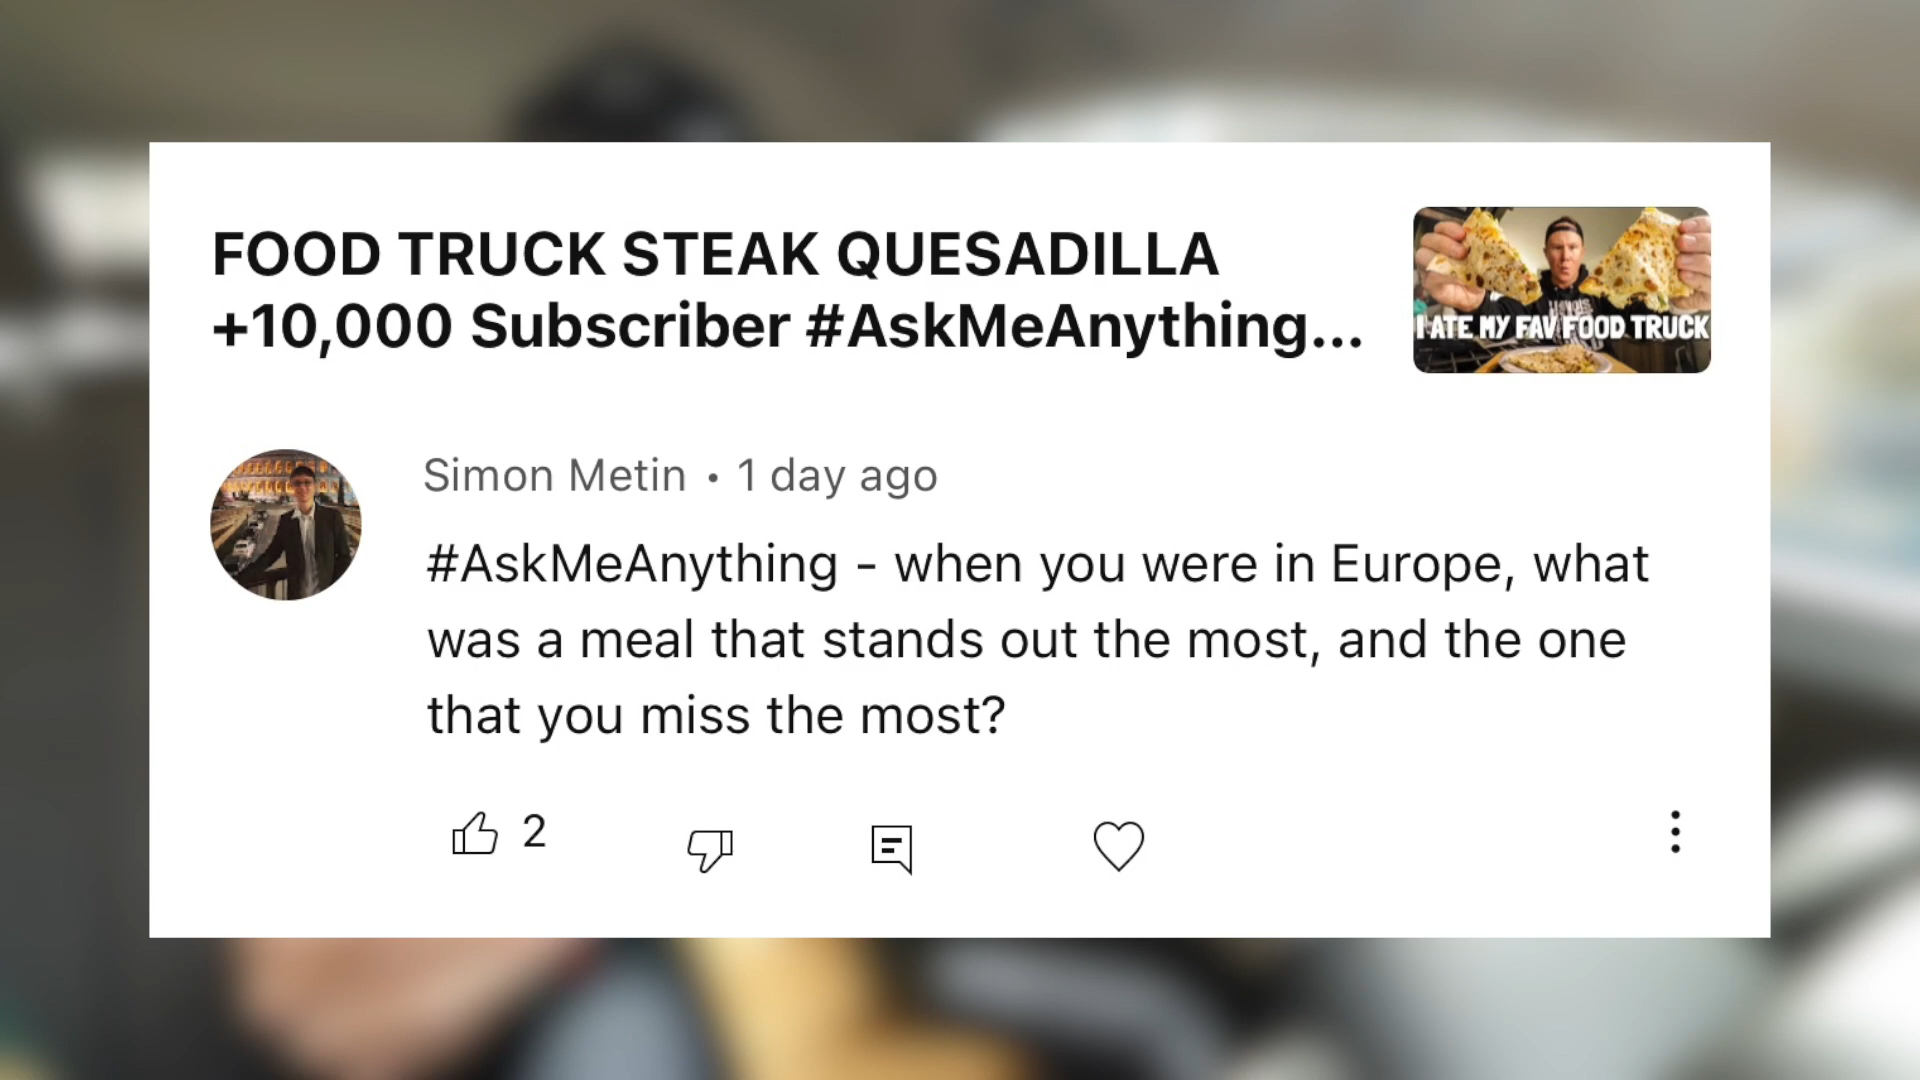 FOOD TRUCK STEAK QUESADILLA
+10,000 Subscriber #AskMeAnything...
I ATE MY FAV FOOD TRUCK
Simon Metin • 1 day ago
#AskMeAnything - when you were in Europe, what
was a meal that stands out the most, and the one
that you miss the most?
2